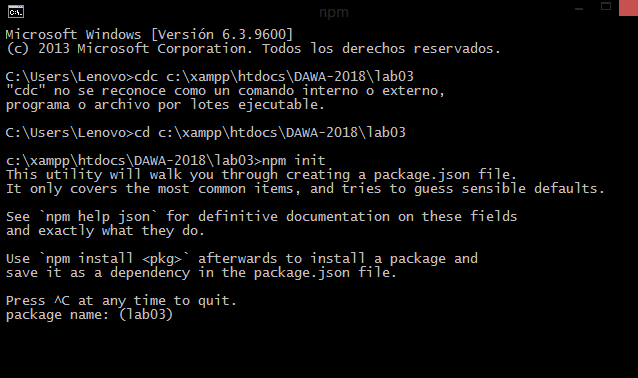 npm
Microsoft Windows [Versión 6.3.9600]
(c) 2013 Microsoft Corporation. Todos los derechos reservados.
C:\Users\Lenovo>cdc c:\xampp\htdocs\DAWA-2018\lab03
"cdc" no se reconoce como un comando interno o externo,
programa o archivo por lotes ejecutable.
C:\Users\Lenovo>cd c:\xampp\htdocs\DAWA-2018\lab03
c:\xampp\htdocs\DAWA-2018\lab03>npm init
This utility will walk you through creating a package.json file.
It only covers the most common items, and tries to guess sensible defaults.
See `npm help json` for definitive documentation on these fields
and exactly what they do.
Use `npm install <pkg>` afterwards to install a package and
save it as a dependency in the package.json file.
Press ^C at any time to quit.
package name: (lab03)